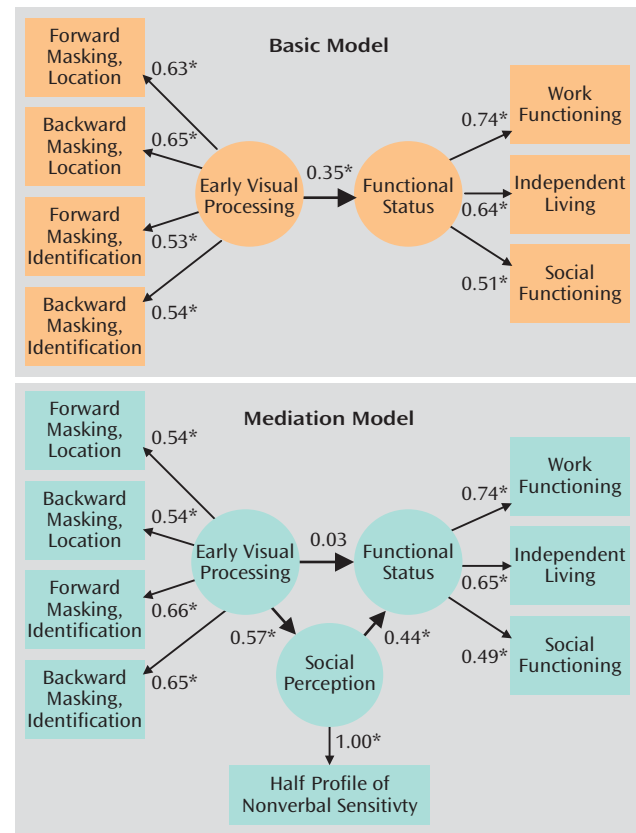 Basic Model
Forward
Masking,
Location
0.63*
Backward
Masking,
Location
0.65*
Forward
Masking,
Identification
0.53*
Backward
Masking,
Identification
0.54*
Early Visual
Processing
0.35*
Functional
Status
0.74*
Work
Functioning
0.64*
Independent
Living
0.51*
Social
Functioning
Mediation Model
Forward
Masking,
Location
0.54*
Backward
Masking,
Location
0.54*
Forward
Masking,
Identification
0.66*
Backward
Masking,
Identification
0.65*
Early Visual
Processing
0.03
Functional
Status
0.57*
Social
Perception
0.44*
0.74*
Work
Functioning
0.65*
Independent
Living
0.49*
Social
Functioning
1.00*
Half Profile of
Nonverbal Sensitivty